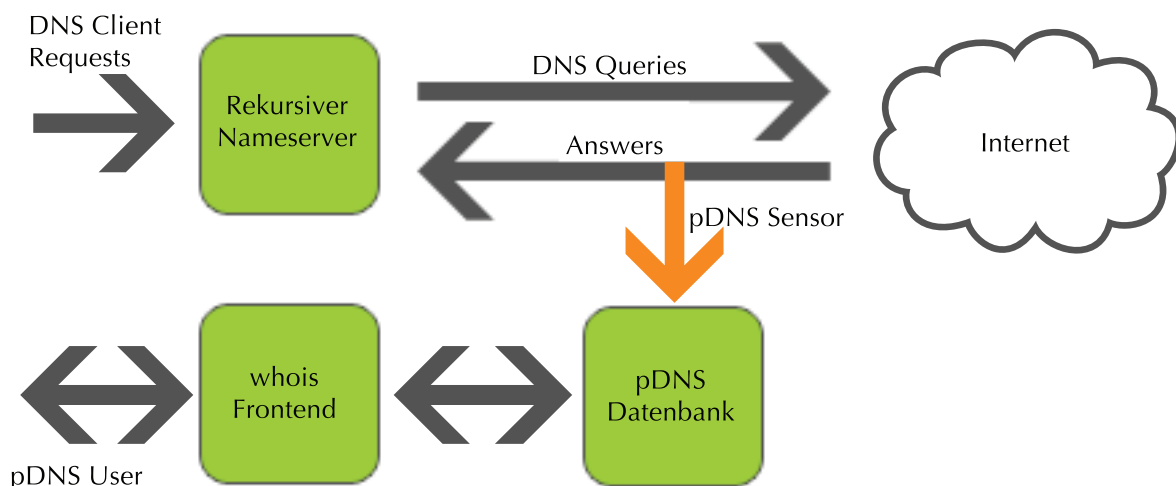 DNS Client
Requests
Rekursiver
Nameserver
DNS Queries
Answers
Internet
pDNS Sensor
whois
Frontend
pDNS
Datenbank
pDNS User